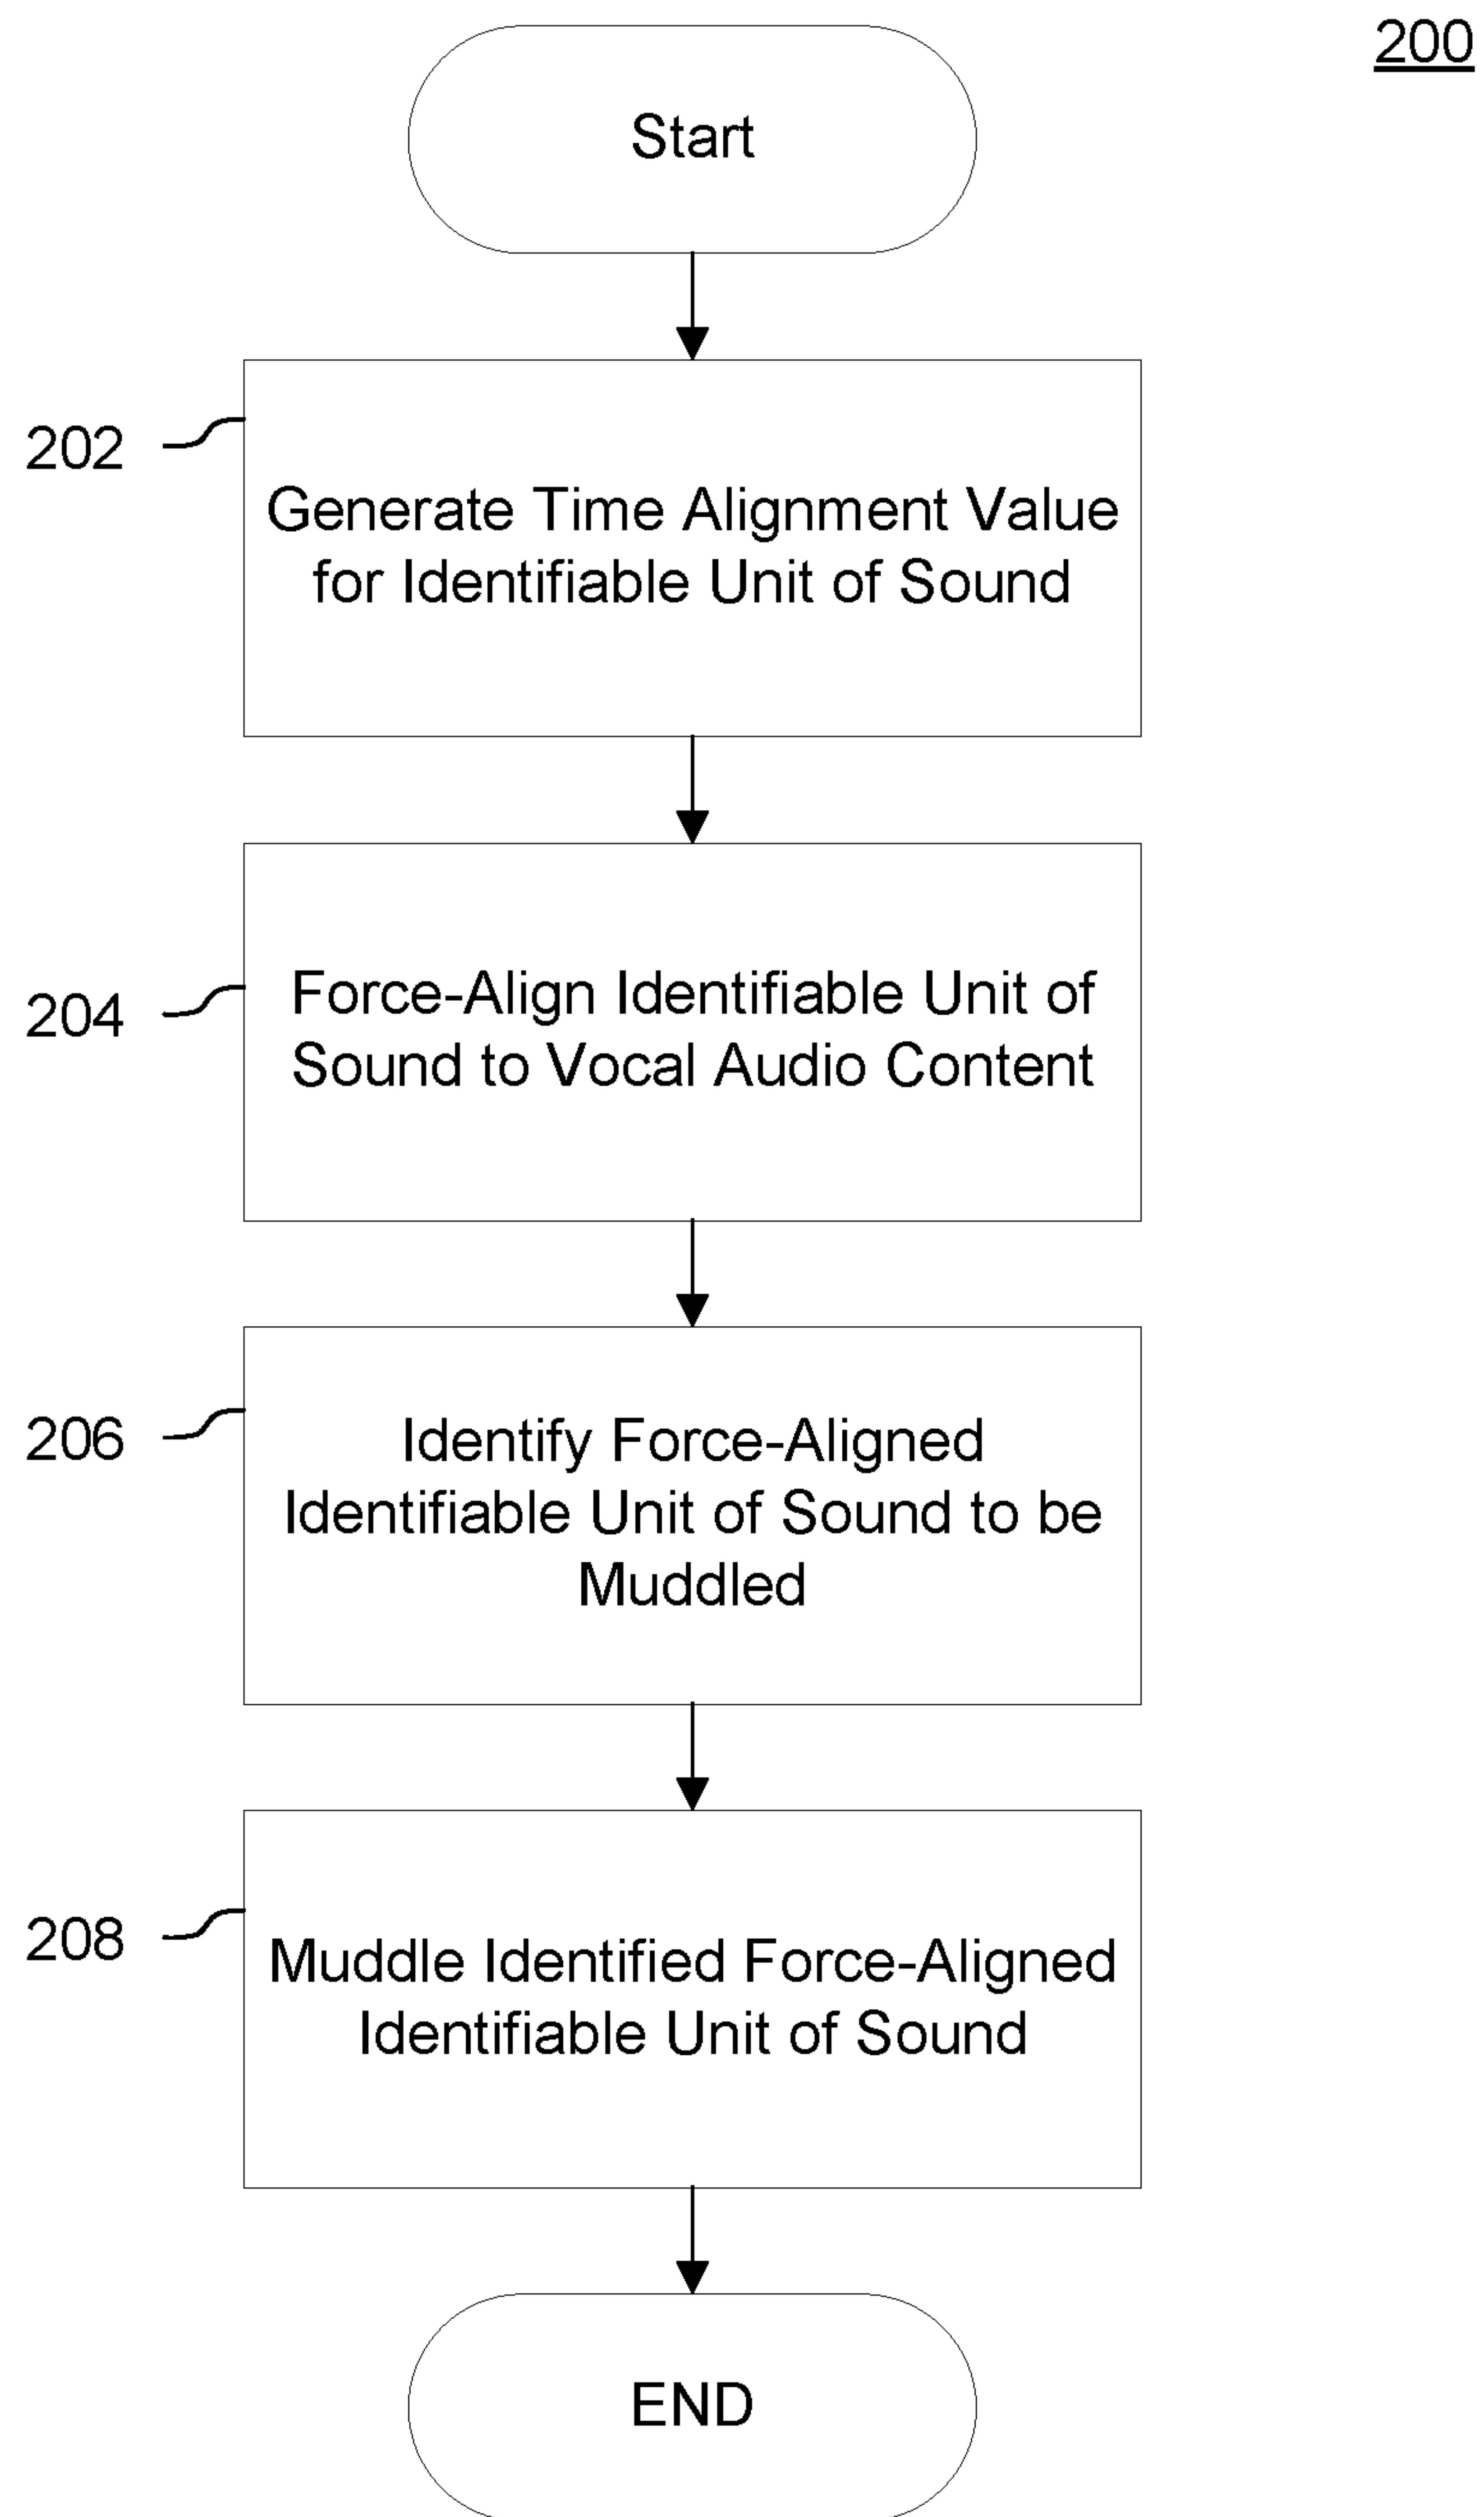 200
Start
202
Generate Time Alignment Value
for Identifiable Unit of Sound
204
Force-Align Identifiable Unit of
Sound to Vocal Audio Content
206
Identify Force-Aligned
Identifiable Unit of Sound to be
Muddled
208
Muddle Identified Force-Aligned
Identifiable Unit of Sound
END